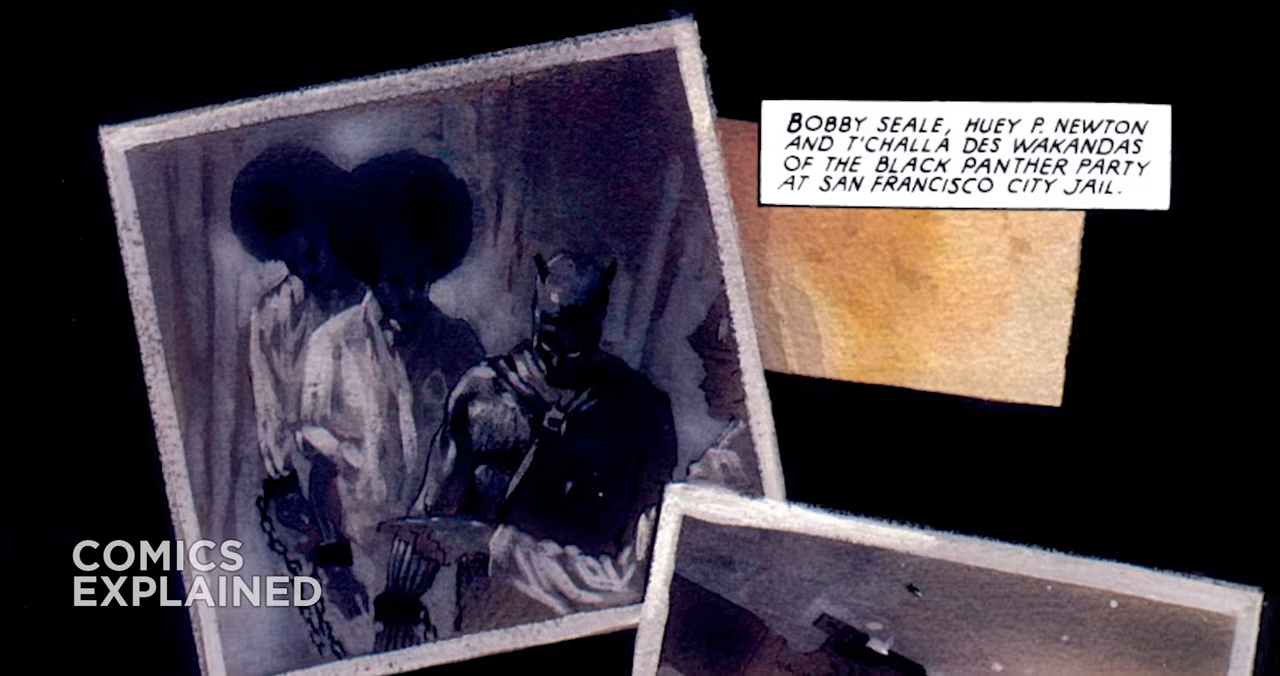 BOBBY SEALE, HUEY P. NEWTON
AND T'CHALLA DES WAKANDAS
OF THE BLACK PANTHER PARTY
AT SAN FRANCISCO CITY JAIL.
COMICS
EXPLAINED